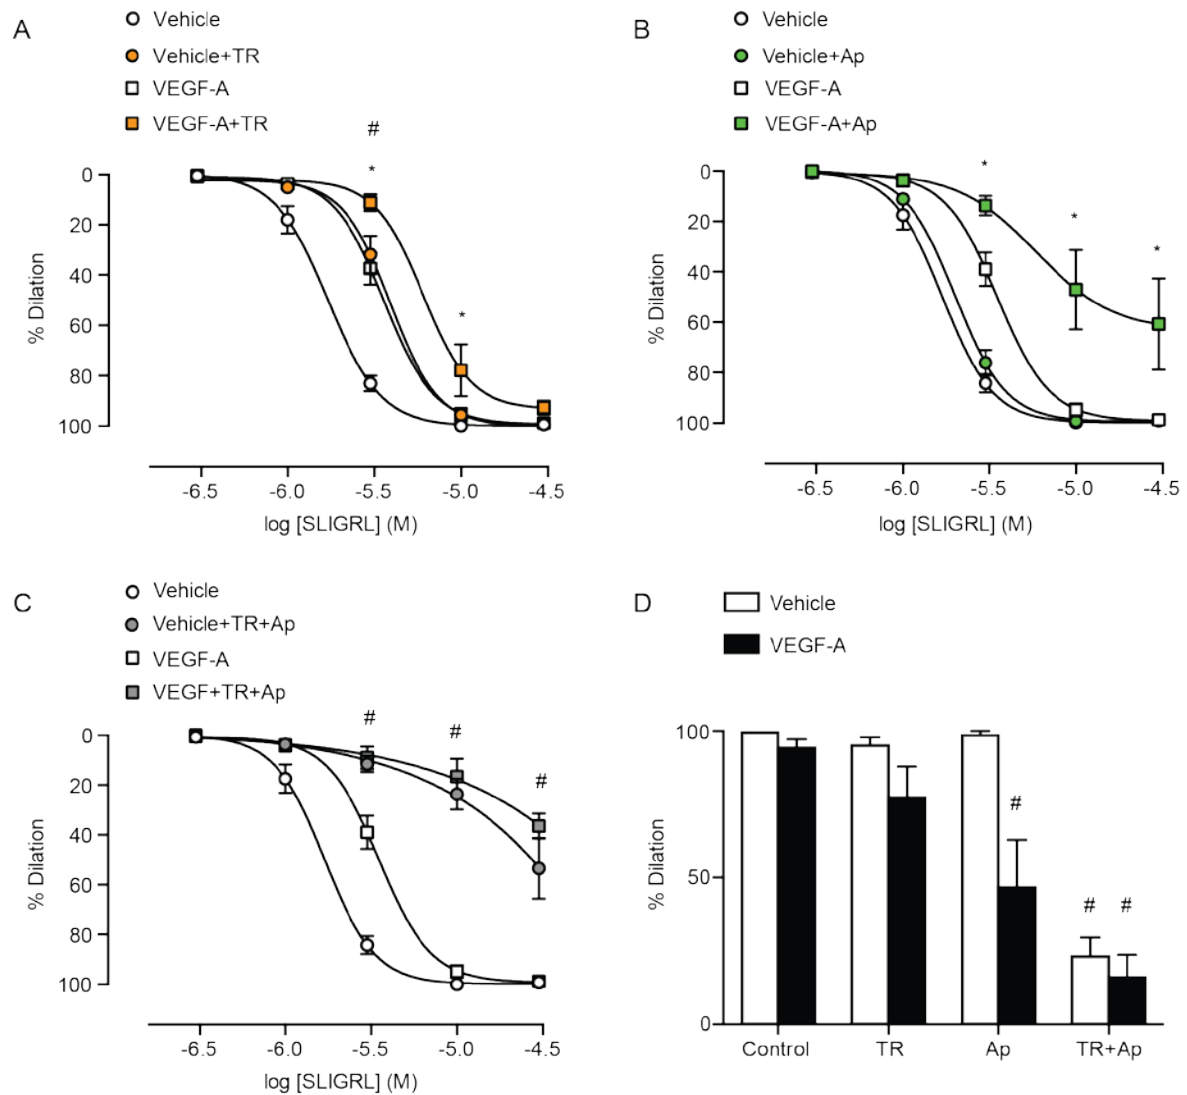 A
Vehicle
Vehicle+TR
VEGF-A
VEGF-A+TR
#
*
*
0
20
40
60
80
100
% Dilation
-6.5 -6.0 -5.5 -5.0 -4.5
log [SLIGRL] (M)
B
Vehicle
Vehicle+Ap
VEGF-A
VEGF-A+Ap
*
*
*
0
20
40
60
80
100
% Dilation
-6.5 -6.0 -5.5 -5.0 -4.5
log [SLIGRL] (M)
C
Vehicle
Vehicle+TR+Ap
VEGF-A
VEGF+TR+Ap
#
#
#
0
20
40
60
80
100
% Dilation
-6.5 -6.0 -5.5 -5.0 -4.5
log [SLIGRL] (M)
D
Vehicle
VEGF-A
100
50
0
% Dilation
#
# #
Control TR Ap TR+Ap